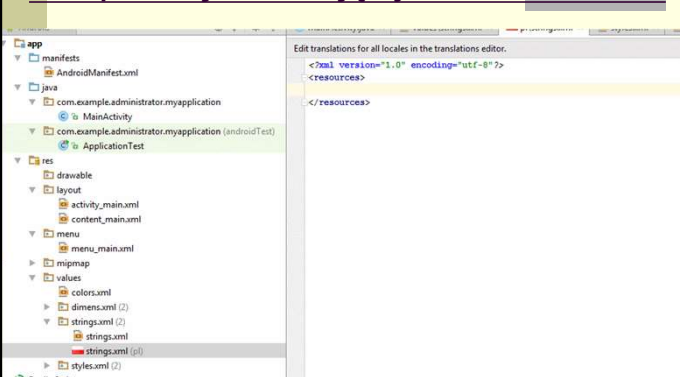 app
manifests
AndroidManifest.xml
java
com.example.administrator.myapplication
MainActivity
com.example.administrator.myapplication (androidTest)
ApplicationTest
res
drawable
layout
activity_main.xml
content_main.xml
menu
menu_main.xml
mipmap
values
colors.xml
dimens.xml (2)
strings.xml (2)
strings.xml
strings.xml (pl)
styles.xml (2)
Edit translations for all locales in the translations editor.
<?xml version="1.0" encoding="utf-8"?>
<resources>
</resources>